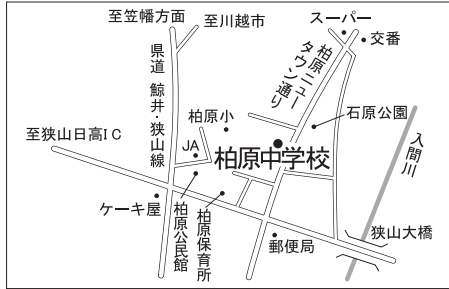 至笠幡方面
至川越市
スーパー
交番
県道 鯨井・狭山線
柏原ニュー
タウン通り
柏原小
石原公園
至狭山日高IC
JA
柏原中学校
入間川
ケーキ屋
柏原公民館
柏原保育所
郵便局
狭山大橋